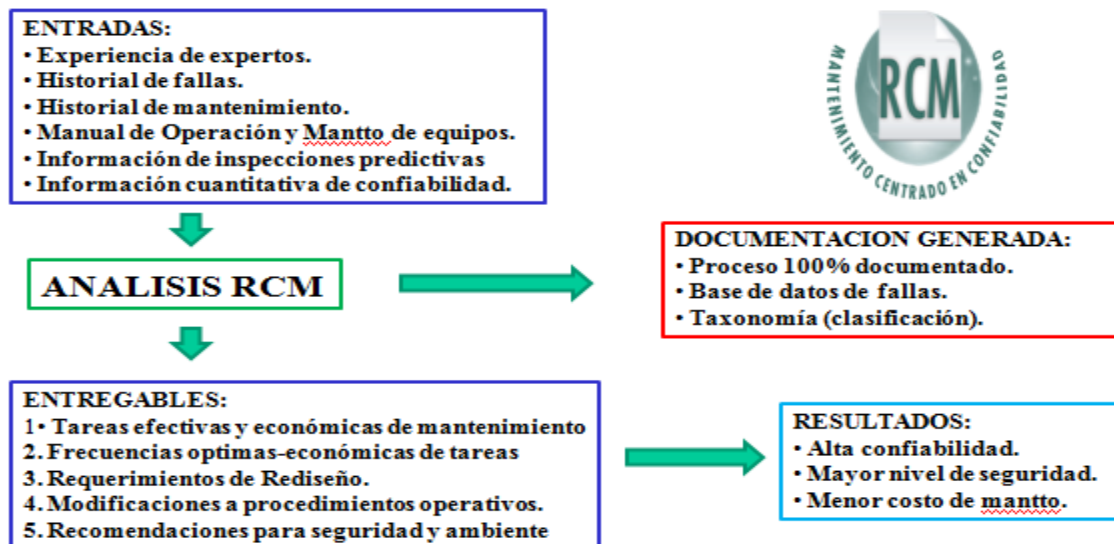 ENTRADAS:
• Experiencia de expertos.
• Historial de fallas.
• Historial de mantenimiento.
• Manual de Operación y Mantto de equipos.
• Información de inspecciones predictivas
• Información cuantitativa de confiabilidad.
RCM
MANTENIMIENTO CENTRADO EN CONFIABILIDAD
ANALISIS RCM
DOCUMENTACION GENERADA:
• Proceso 100% documentado.
• Base de datos de fallas.
• Taxonomía (clasificación).
ENTREGABLES:
1• Tareas efectivas y económicas de mantenimiento
2. Frecuencias optimas-económicas de tareas
3. Requerimientos de Rediseño.
4. Modificaciones a procedimientos operativos.
5. Recomendaciones para seguridad y ambiente
RESULTADOS:
• Alta confiabilidad.
• Mayor nivel de seguridad.
• Menor costo de mantto.